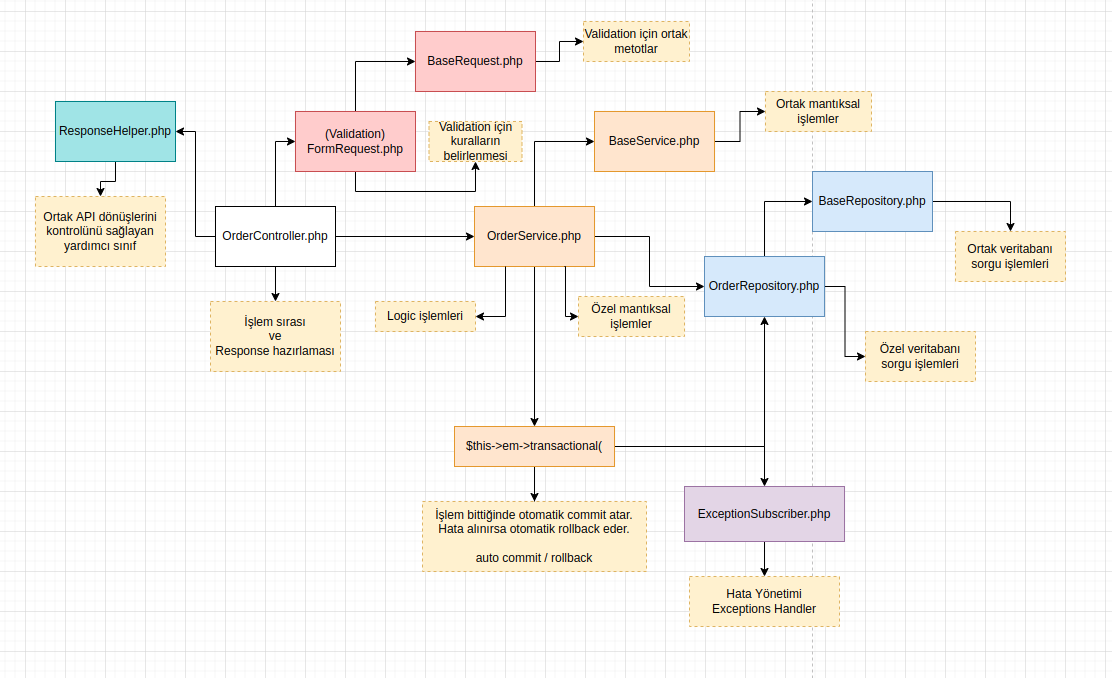 BaseRequest.php
Validation için ortak
metotlar
ResponseHelper.php
(Validation)
FormRequest.php
Validation için
kuralların
belirlenmesi
BaseService.php
Ortak mantıksal
işlemler
Ortak API dönüşlerini
kontrolünü sağlayan
yardımcı sınıf
OrderController.php
OrderService.php
BaseRepository.php
Ortak veritabanı
sorgu işlemleri
OrderRepository.php
İşlem sırası
ve
Response hazırlaması
Logic işlemleri
Özel mantıksal
işlemler
Özel veritabanı
sorgu işlemleri
$this->em->transactional(
İşlem bittiğinde otomatik commit atar.
Hata alınırsa otomatik rollback eder.
auto commit / rollback
ExceptionSubscriber.php
Hata Yönetimi
Exceptions Handler